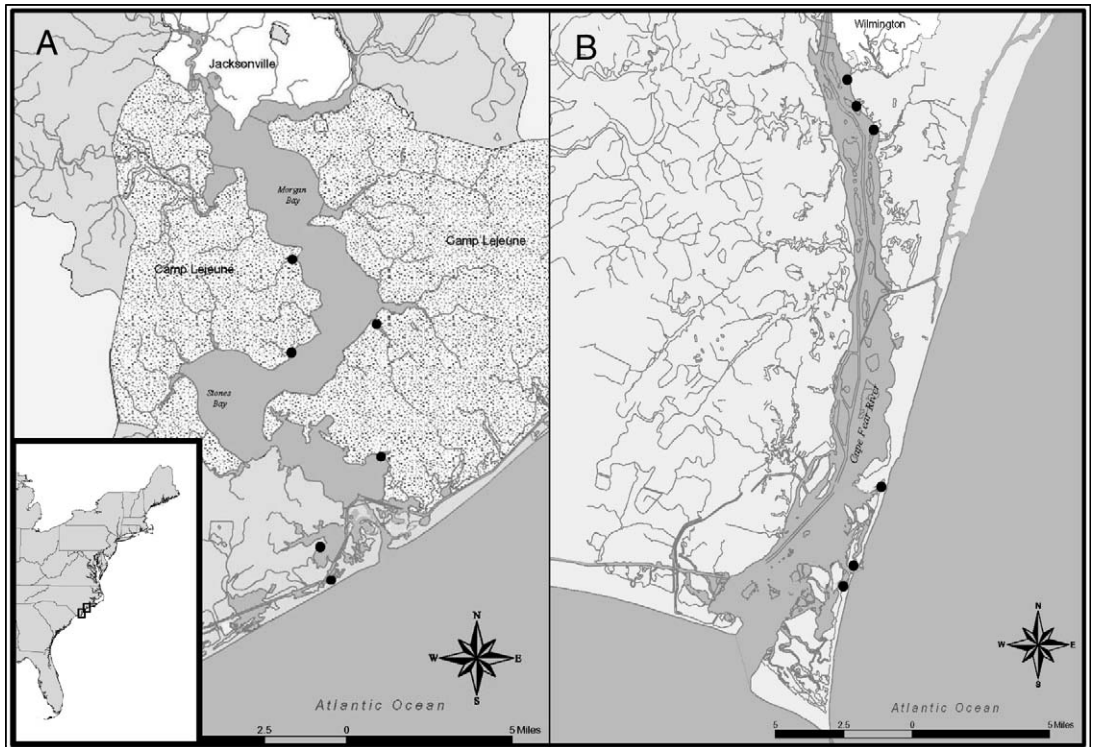 A
Jacksonville
Morgan
Bay
Camp Lejeune
Camp Lejeune
Stones
Bay
N
W E
S
Atlantic Ocean
2.5 0 5 Miles
B
Wilmington
Cape Fear River
N
W E
S
Atlantic Ocean
5 2.5 0 5 Miles